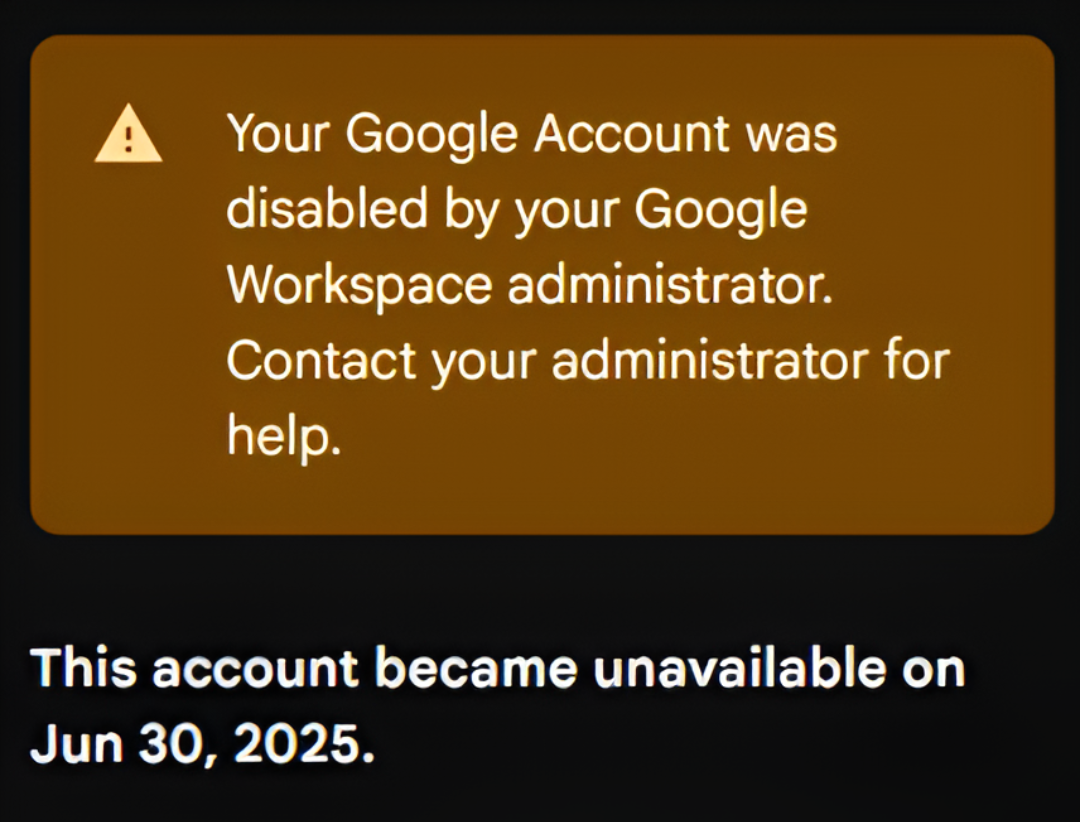 Your Google Account was
disabled by your Google
Workspace administrator.
Contact your administrator for
help.
This account became unavailable on
Jun 30, 2025.